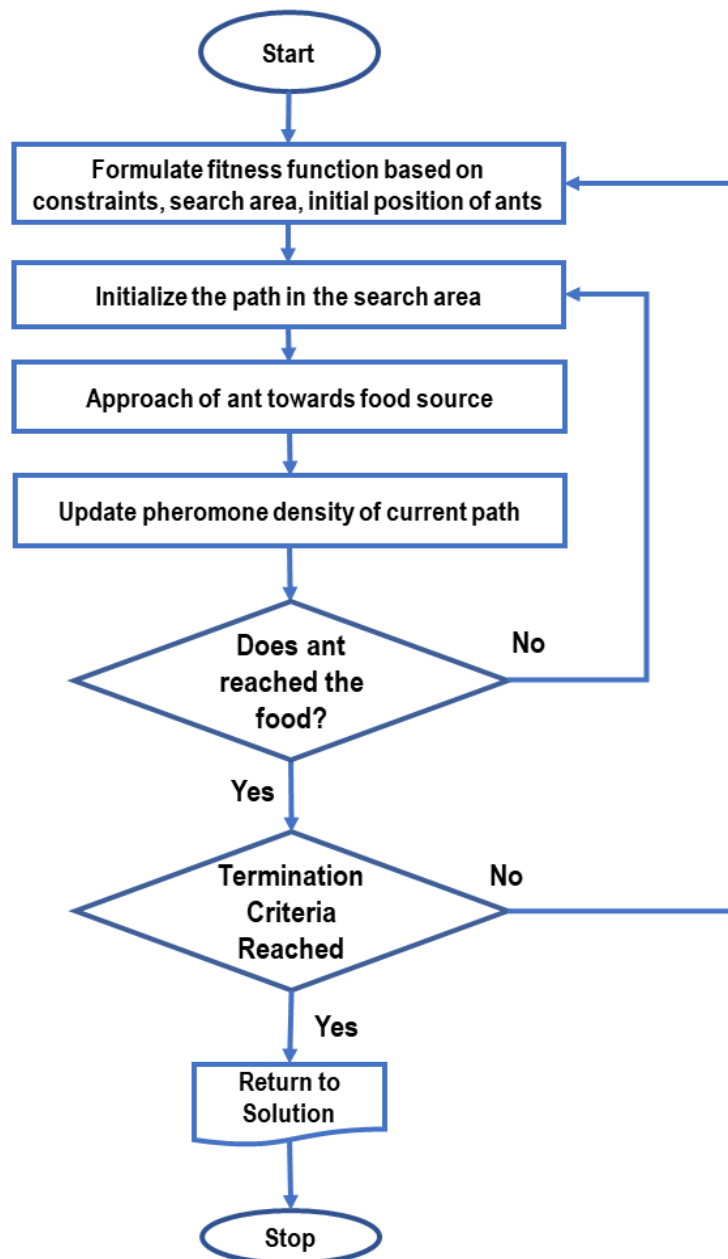 Start
Formulate fitness function based on
constraints, search area, initial position of ants
Initialize the path in the search area
Approach of ant towards food source
Update pheromone density of current path
Does ant
reached the
food?
No
Yes
Termination
Criteria
Reached
No
Yes
Return to
Solution
Stop